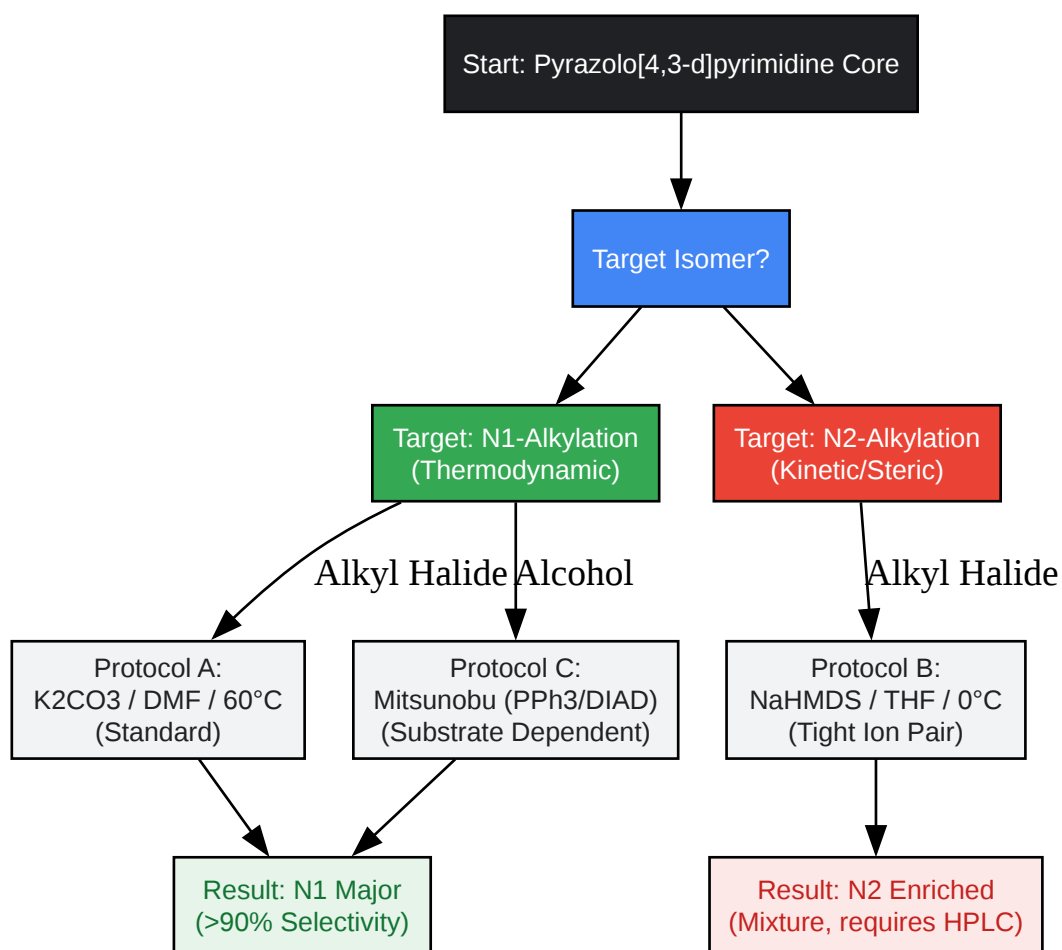 Start: Pyrazolo[4,3-d]pyrimidine Core
Target Isomer?
Target: N1-Alkylation
(Thermodynamic)
Target: N2-Alkylation
(Kinetic/Steric)
Alkyl Halide
Alcohol
Alkyl Halide
Protocol A:
K2CO3 / DMF / 60°C
(Standard)
Protocol C:
Mitsunobu (PPh3/DIAD)
(Substrate Dependent)
Protocol B:
NaHMDS / THF / 0°C
(Tight Ion Pair)
Result: N1 Major
(>90% Selectivity)
Result: N2 Enriched
(Mixture, requires HPLC)